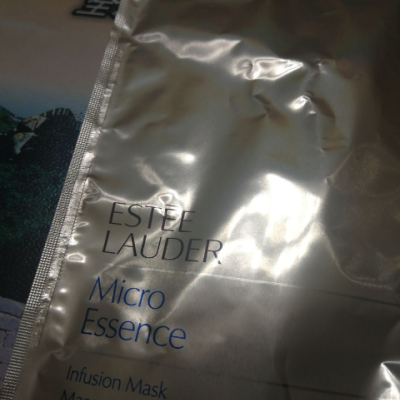 ESTEE
LAUDER
Micro
Essence
Infusion Mask